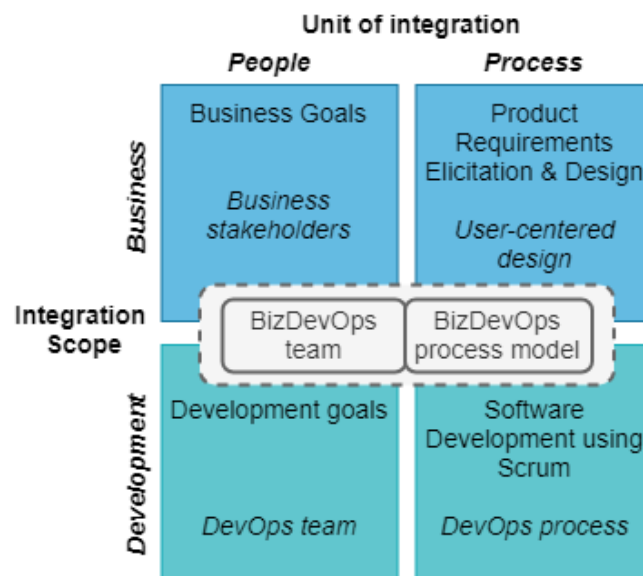 Unit of integration
People
Process
Business
Business Goals
Business
stakeholders
Product
Requirements
Elicitation & Design
User-centered
design
Integration
Scope
BizDevOps
team
BizDevOps
process model
Development
Development goals
DevOps team
Software
Development using
Scrum
DevOps process